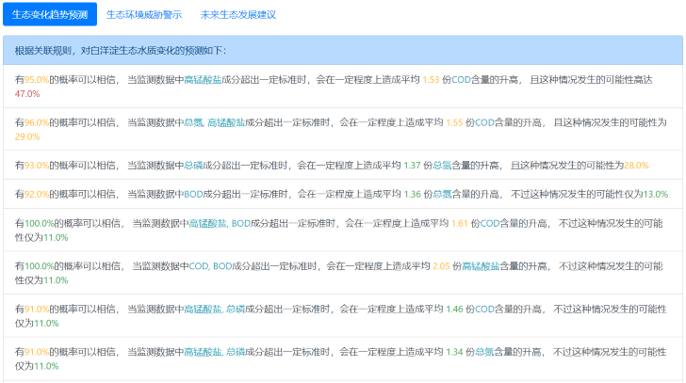 生态变化趋势预测 生态环境威胁警示 未来生态发展建议
根据关联规则，对白洋淀生态水质变化的预测如下：
有95.0%的概率可以相信， 当监测数据中高锰酸盐成分超出一定标准时，会在一定程度上造成平均 1.53 份COD含量的升高， 且这种情况发生的可能性高达
47.0%
有96.0%的概率可以相信， 当监测数据中总氮, 高锰酸盐成分超出一定标准时，会在一定程度上造成平均 1.55 份COD含量的升高， 且这种情况发生的可能性为
29.0%
有93.0%的概率可以相信， 当监测数据中总磷成分超出一定标准时，会在一定程度上造成平均 1.37 份总氮含量的升高， 且这种情况发生的可能性为28.0%
有92.0%的概率可以相信， 当监测数据中BOD成分超出一定标准时，会在一定程度上造成平均 1.36 份总氮含量的升高， 不过这种情况发生的可能性仅为13.0%
有100.0%的概率可以相信， 当监测数据中高锰酸盐, BOD成分超出一定标准时，会在一定程度上造成平均 1.61 份COD含量的升高， 不过这种情况发生的可能
性仅为11.0%
有100.0%的概率可以相信， 当监测数据中COD, BOD成分超出一定标准时，会在一定程度上造成平均 2.05 份高锰酸盐含量的升高， 不过这种情况发生的可能
性仅为11.0%
有91.0%的概率可以相信， 当监测数据中高锰酸盐, 总磷成分超出一定标准时，会在一定程度上造成平均 1.46 份COD含量的升高， 不过这种情况发生的可能性
仅为11.0%
有91.0%的概率可以相信， 当监测数据中高锰酸盐, 总磷成分超出一定标准时，会在一定程度上造成平均 1.34 份总氮含量的升高， 不过这种情况发生的可能性
仅为11.0%